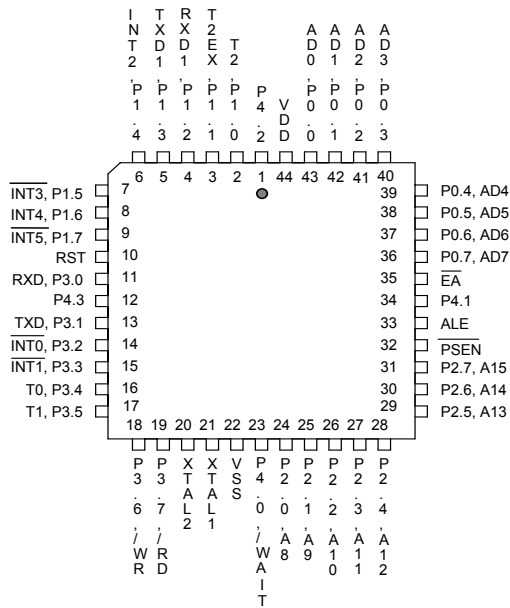 INT2,P1.4
TXD1,P1.3
RXD1,P1.2
T2EX,P1.1
T2,P1.0
P4.2
VDD
AD0,P0.0
AD1,P0.1
AD2,P0.2
AD3,P0.3
6 5 4 3 2 1 44 43 42 41 40
INT3, P1.5 7
INT4, P1.6 8
INT5, P1.7 9
RST 10
RXD, P3.0 11
P4.3 12
TXD, P3.1 13
INT0, P3.2 14
INT1, P3.3 15
T0, P3.4 16
T1, P3.5 17
39 P0.4, AD4
38 P0.5, AD5
37 P0.6, AD6
36 P0.7, AD7
35 EA
34 P4.1
33 ALE
32 PSEN
31 P2.7, A15
30 P2.6, A14
29 P2.5, A13
18 19 20 21 22 23 24 25 26 27 28
P3.6,/WR
P3.7,/RD
XTAL2
XTAL1
VSS
P4.0,/WAIT
P2.0,A8
P2.1,A9
P2.2,A10
P2.3,A11
P2.4,A12